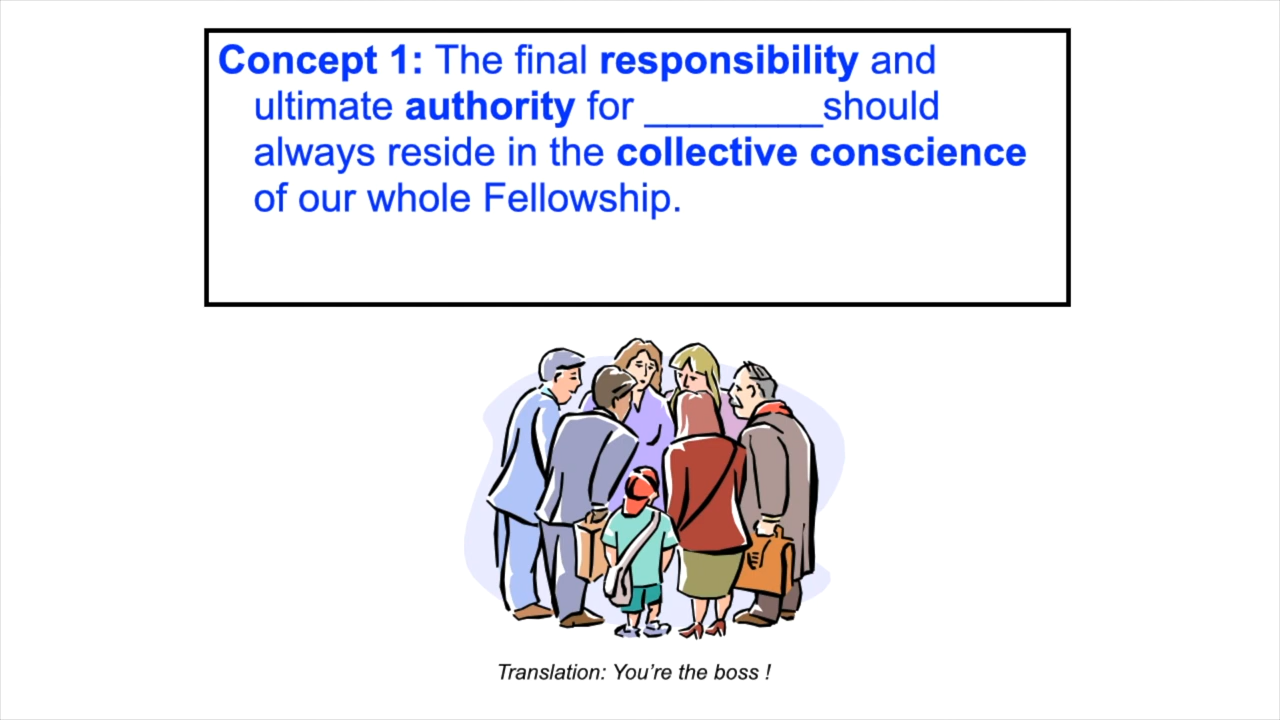 Concept 1: The final responsibility and
ultimate authority for ________should
always reside in the collective conscience
of our whole Fellowship.
Translation: You’re the boss !